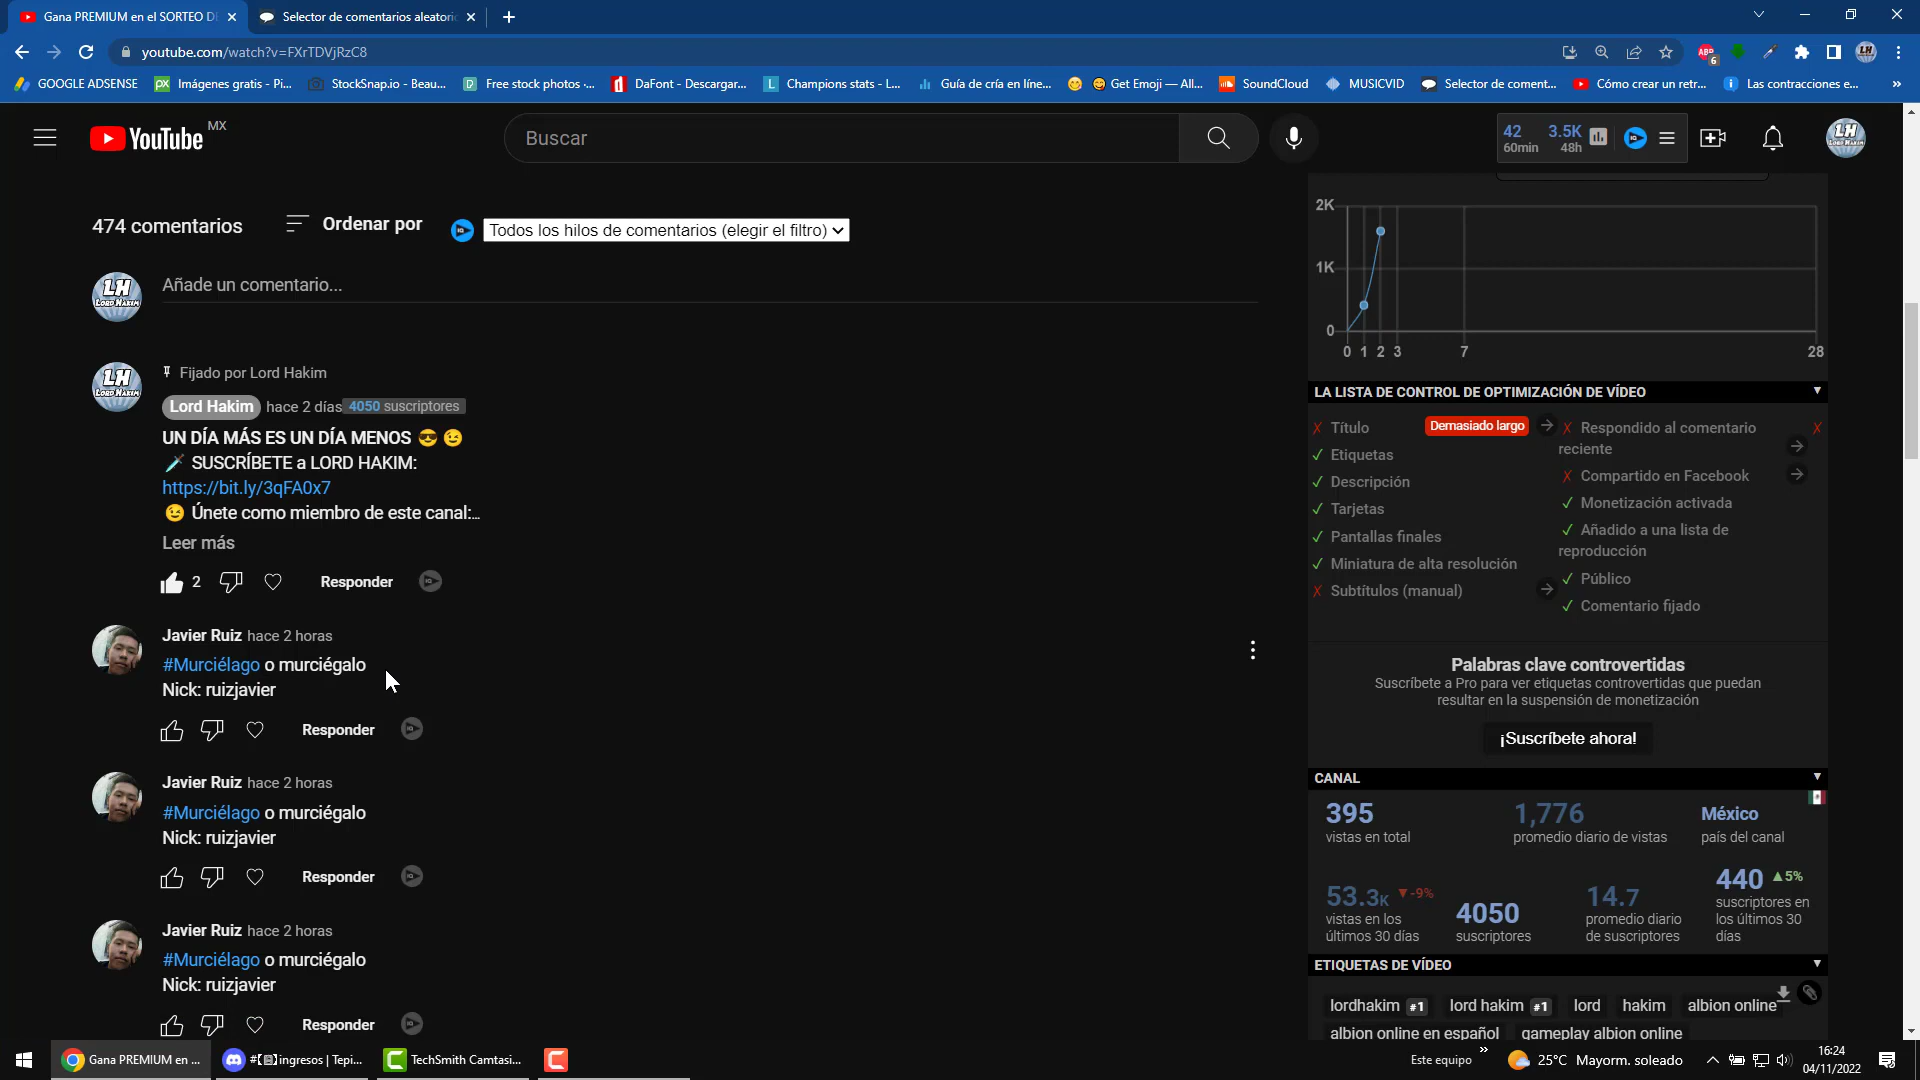 Gana PREMIUM en el SORTEO D
Selector de comentarios aleatori
youtube.com/watch?v=FXrTDVjRzC8
GOOGLE ADSENSE
Imágenes gratis - Pi...
StockSnap.io - Beau...
Free stock photos -...
DaFont - Descargar...
Champions stats - L...
Guía de cría en líne...
Get Emoji — All...
SoundCloud
MUSICVID
Selector de coment...
Cómo crear un retr...
Las contracciones e...
YouTube MX
Buscar
42
60min
3.5K
48h
474 comentarios
Ordenar por
Todos los hilos de comentarios (elegir el filtro)
Añade un comentario...
Fijado por Lord Hakim
Lord Hakim hace 2 días 4050 suscriptores
UN DÍA MÁS ES UN DÍA MENOS 😎 😉
🗡️ SUSCRÍBETE a LORD HAKIM:
https://bit.ly/3qFA0x7
😉 Únete como miembro de este canal:...
Leer más
2
Responder
Javier Ruiz hace 2 horas
#Murciélago o murciégalo
Nick: ruizjavier
Responder
Javier Ruiz hace 2 horas
#Murciélago o murciégalo
Nick: ruizjavier
Responder
Javier Ruiz hace 2 horas
#Murciélago o murciégalo
Nick: ruizjavier
Responder
2K
1K
0
0 1 2 3 7 28
LA LISTA DE CONTROL DE OPTIMIZACIÓN DE VÍDEO
✗ Título
Demasiado largo
✓ Etiquetas
✓ Descripción
✓ Tarjetas
✓ Pantallas finales
✓ Miniatura de alta resolución
✗ Subtítulos (manual)
✗ Respondido al comentario
reciente
✗ Compartido en Facebook
✓ Monetización activada
✓ Añadido a una lista de
reproducción
✓ Público
✓ Comentario fijado
Palabras clave controvertidas
Suscríbete a Pro para ver etiquetas controvertidas que puedan
resultar en la suspensión de monetización
¡Suscríbete ahora!
CANAL
395
vistas en total
1,776
promedio diario de vistas
México
país del canal
53.3K ▼-9%
vistas en los
últimos 30 días
4050
suscriptores
14.7
promedio diario
de suscriptores
440 ▲5%
suscriptores en
los últimos 30
días
ETIQUETAS DE VÍDEO
lordhakim #1 lord hakim #1 lord hakim albion online
albion online en español gameplay albion online
Gana PREMIUM en ...
ingresos | Tepi...
TechSmith Camtasi...
Este equipo
25°C Mayorm. soleado
16:24
04/11/2022